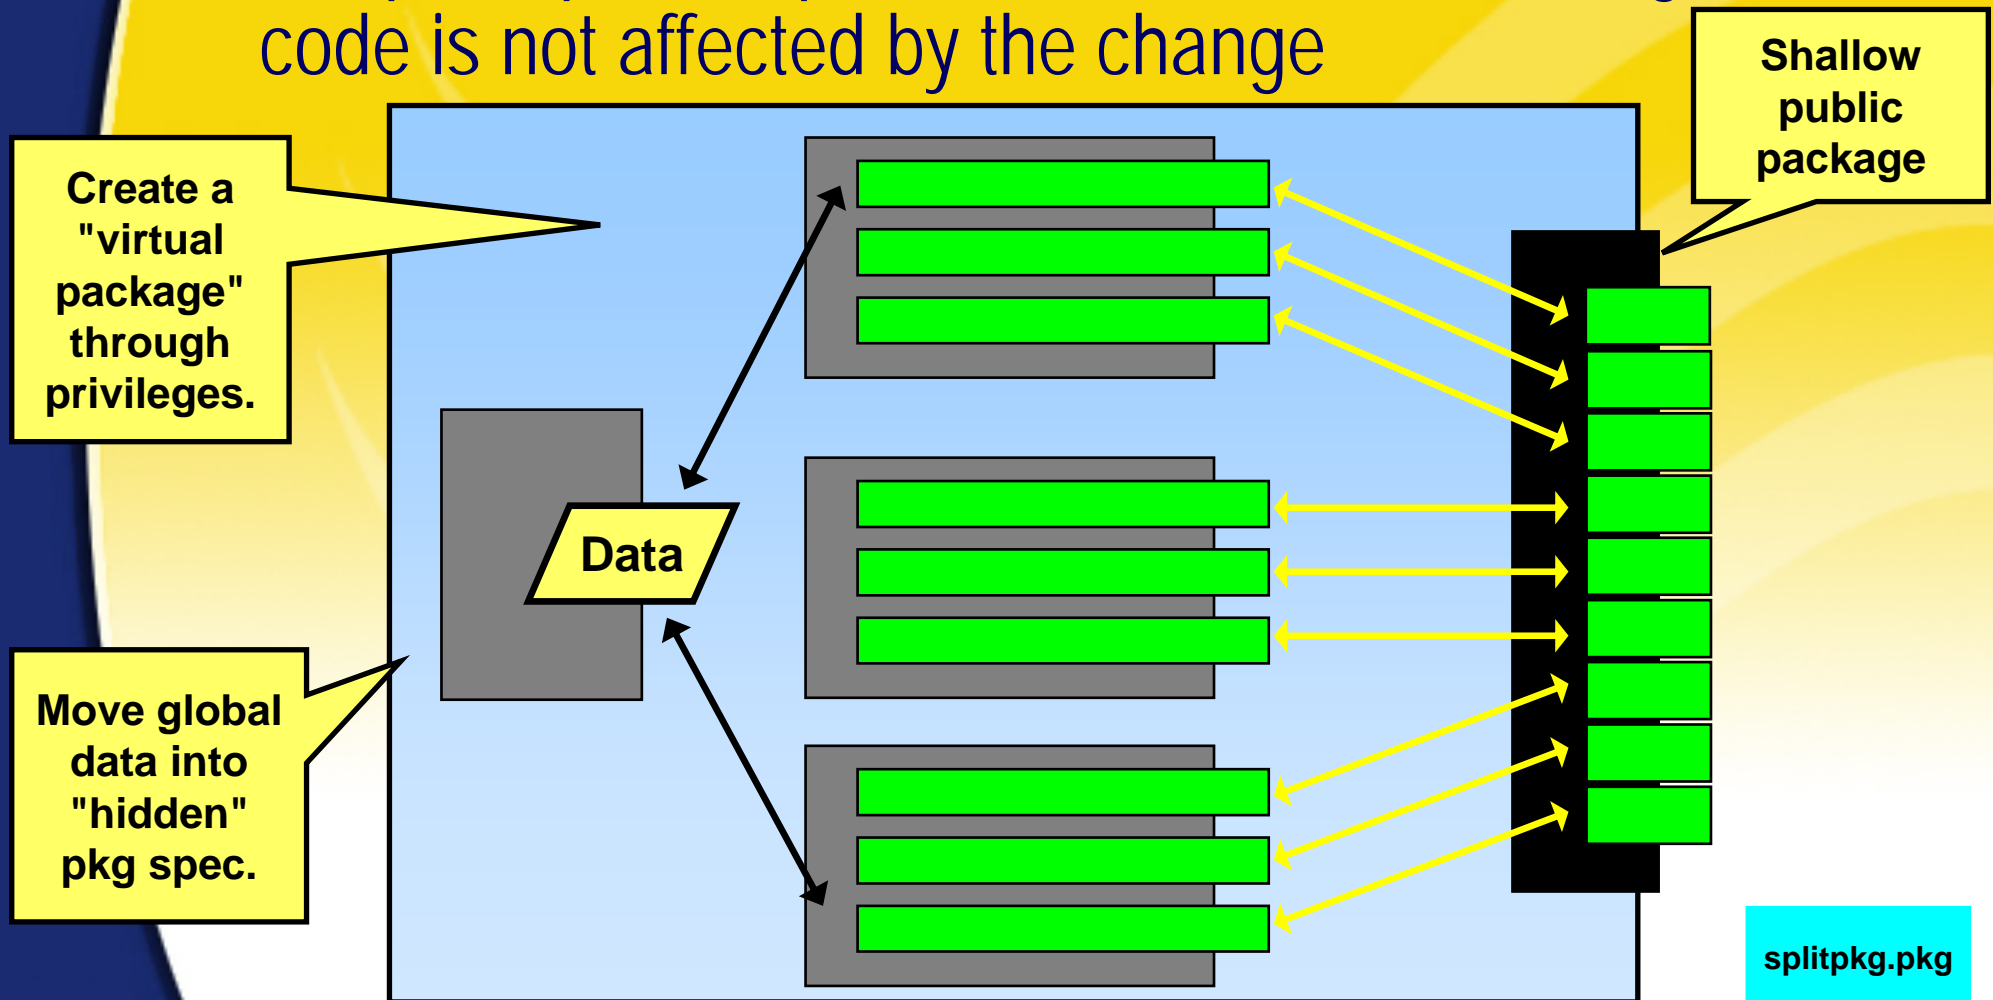 code is not affected by the change
Shallow
public
package
Create a
"virtual
package"
through
privileges.
Data
Move global
data into
"hidden"
pkg spec.
splitpkg.pkg